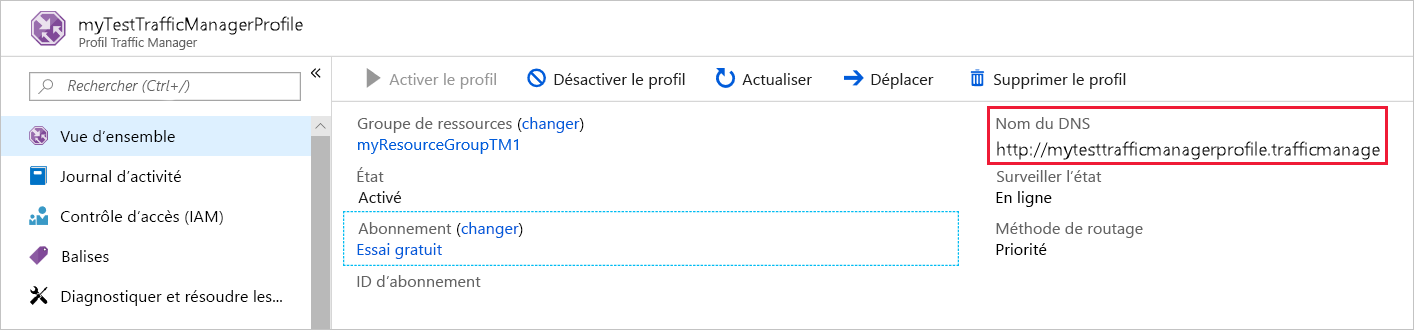 myTestTrafficManagerProfile
Profil Traffic Manager
Rechercher (Ctrl+/)
«
Vue d'ensemble
Journal d'activité
Contrôle d'accès (IAM)
Balises
Diagnostiquer et résoudre les...
Activer le profil
Désactiver le profil
Actualiser
Déplacer
Supprimer le profil
Groupe de ressources (changer)
myResourceGroupTM1
État
Activé
Abonnement (changer)
Essai gratuit
ID d'abonnement
Nom du DNS
http://mytesttrafficmanagerprofile.trafficmanage
Surveiller l'état
En ligne
Méthode de routage
Priorité